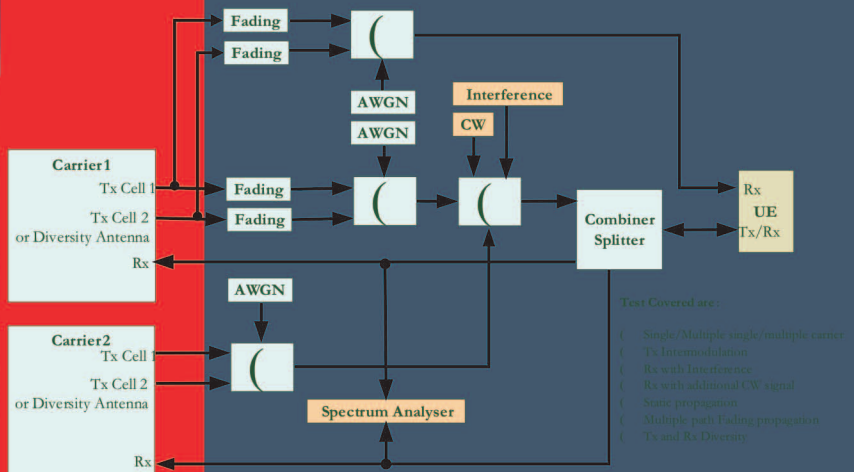 Fading
Fading
(
AWGN
AWGN
Interference
CW
Carrier1
Tx Cell 1
Tx Cell 2
or Diversity Antenna
Rx
Fading
Fading
(
(
Combiner
Splitter
Rx
UE
Tx/Rx
AWGN
(
Carrier2
Tx Cell 1
Tx Cell 2
or Diversity Antenna
Rx
Spectrum Analyser
Test Covered are:
( Single/Multiple single/multiple carrier
( Tx Intermodulation
( Rx with Interference
( Rx with additional CW signal
( Static propagation
( Multiple path Fading propagation
( Tx and Rx Diversity